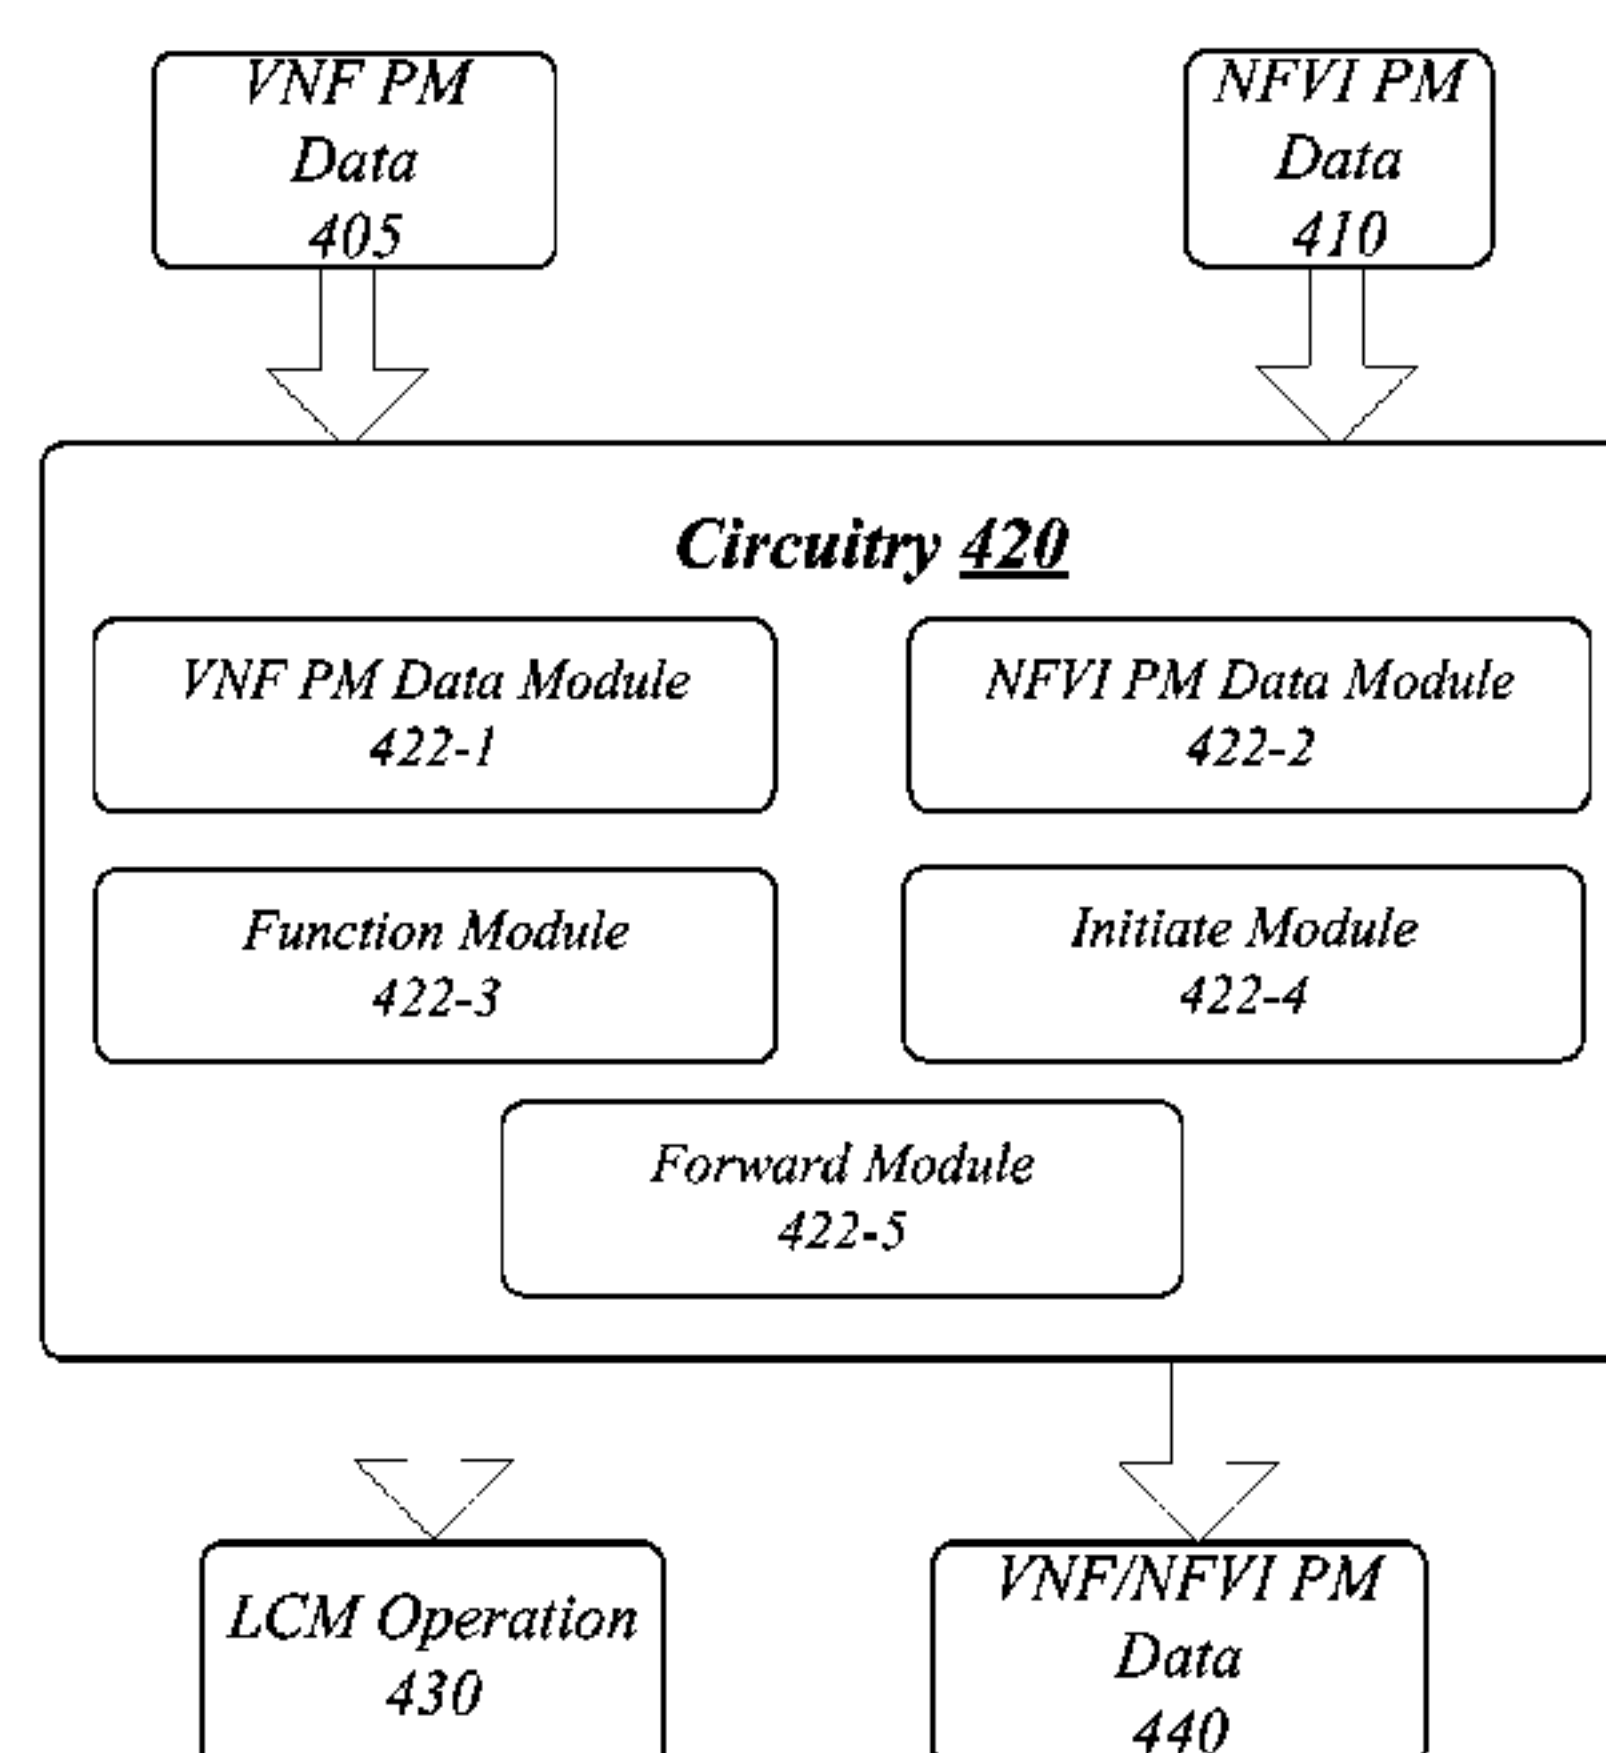 VNF PM
Data
405
NFVI PM
Data
410
Circuitry 420
VNF PM Data Module
422-1
NFVI PM Data Module
422-2
Function Module
422-3
Initiate Module
422-4
Forward Module
422-5
LCM Operation
430
VNF/NFVI PM
Data
440